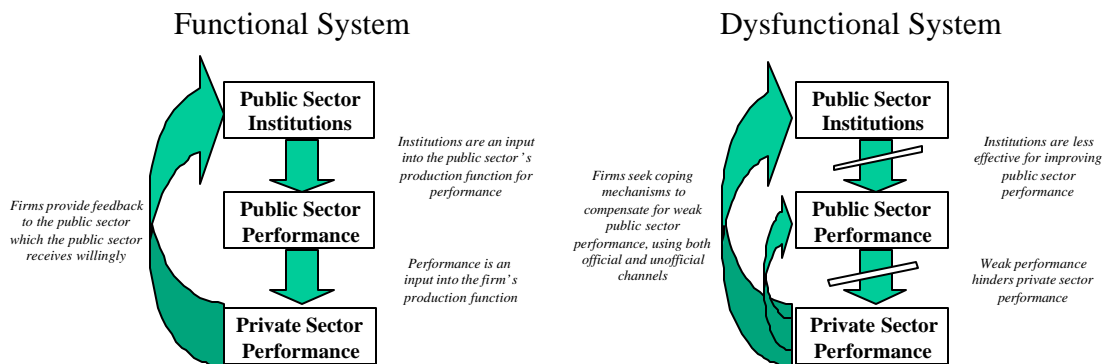 Functional System
Public Sector
Institutions
Institutions are an input
into the public sector's
production function for
performance
Firms provide feedback
to the public sector
which the public sector
receives willingly
Public Sector
Performance
Performance is an
input into the firm's
production function
Private Sector
Performance
Dysfunctional System
Public Sector
Institutions
Institutions are less
effective for improving
public sector
performance
Firms seek coping
mechanisms to
compensate for weak
public sector
performance, using both
official and unofficial
channels
Public Sector
Performance
Weak performance
hinders private sector
performance
Private Sector
Performance